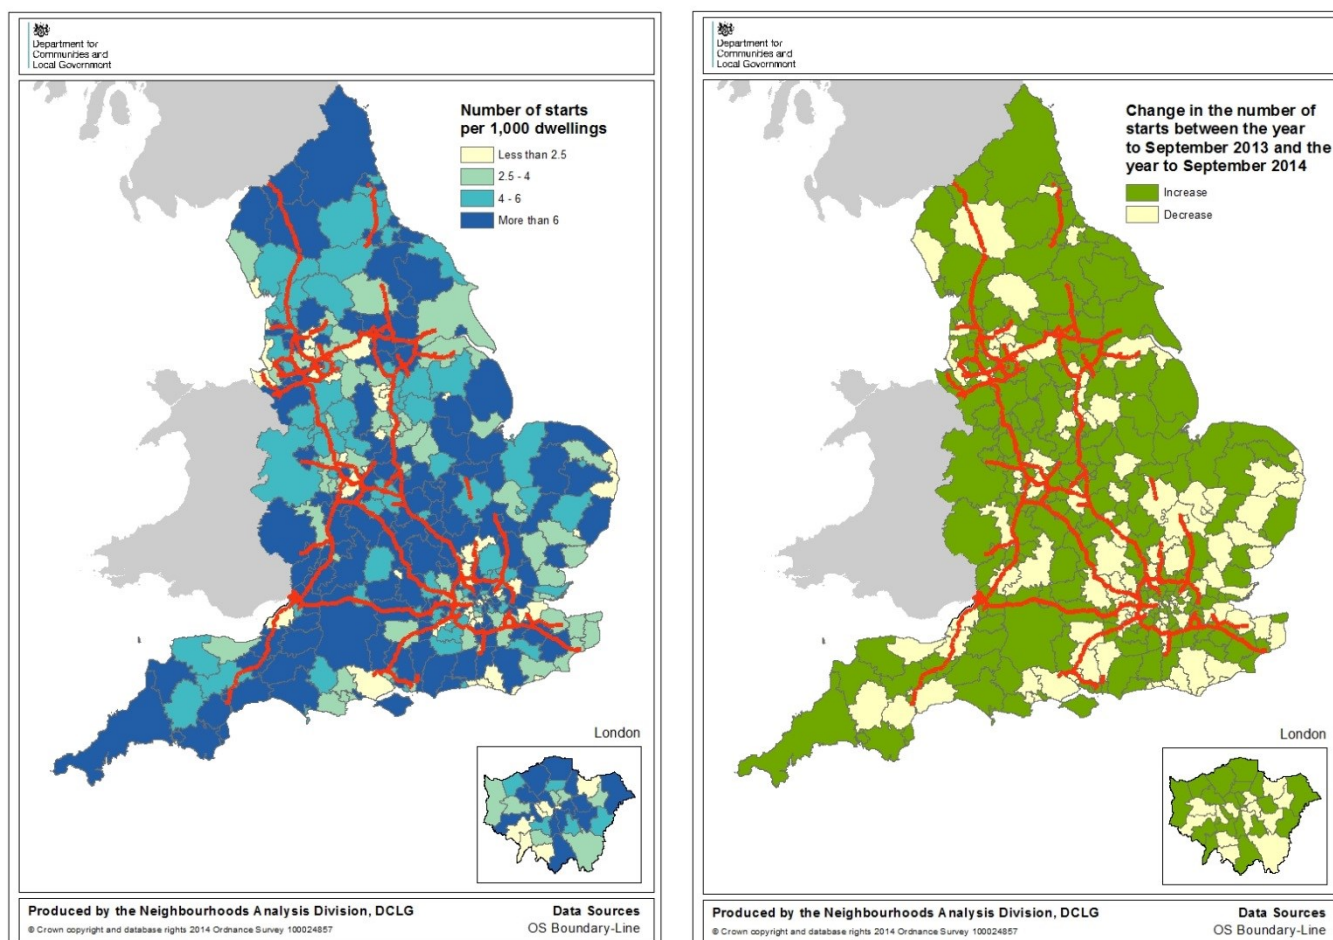 Department for
Communities and
Local Government
Number of starts
per 1,000 dwellings
Less than 2.5
2.5 - 4
4 - 6
More than 6
London
Produced by the Neighbourhoods Analysis Division, DCLG
© Crown copyright and database rights 2014 Ordnance Survey 100024857
Data Sources
OS Boundary-Line
Department for
Communities and
Local Government
Change in the number of
starts between the year
to September 2013 and the
year to September 2014
Increase
Decrease
London
Produced by the Neighbourhoods Analysis Division, DCLG
© Crown copyright and database rights 2014 Ordnance Survey 100024857
Data Sources
OS Boundary-Line